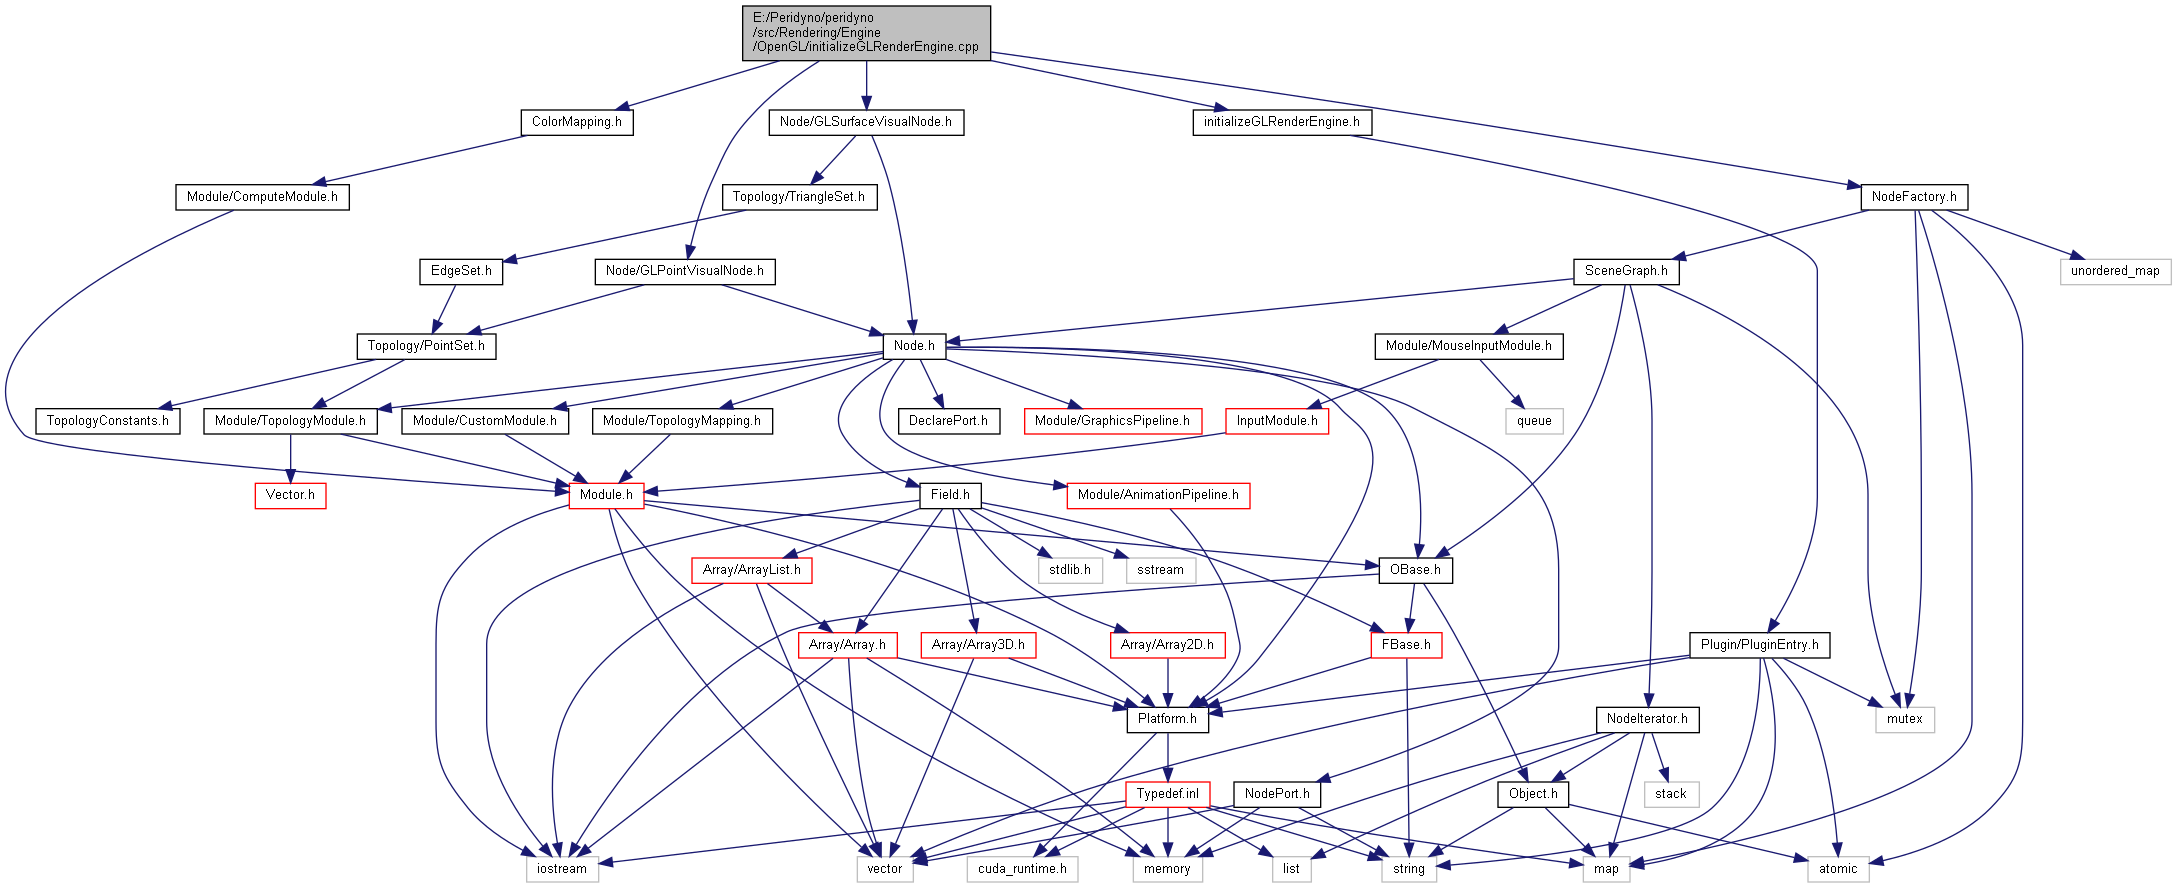 E:/Peridyno/peridyno
/src/Rendering/Engine
/OpenGL/initializeGLRenderEngine.cpp
ColorMapping.h
Node/GLSurfaceVisualNode.h
initializeGLRenderEngine.h
Module/ComputeModule.h
Topology/TriangleSet.h
NodeFactory.h
EdgeSet.h
Node/GLPointVisualNode.h
SceneGraph.h
unordered_map
Topology/PointSet.h
Node.h
Module/MouseInputModule.h
TopologyConstants.h
Module/TopologyModule.h
Module/CustomModule.h
Module/TopologyMapping.h
DeclarePort.h
Module/GraphicsPipeline.h
InputModule.h
queue
Vector.h
Module.h
Field.h
Module/AnimationPipeline.h
Array/ArrayList.h
stdlib.h
sstream
OBase.h
Array/Array.h
Array/Array3D.h
Array/Array2D.h
FBase.h
Plugin/PluginEntry.h
Platform.h
NodeIterator.h
mutex
Typedef.inl
NodePort.h
Object.h
stack
iostream
vector
cuda_runtime.h
memory
list
string
map
atomic